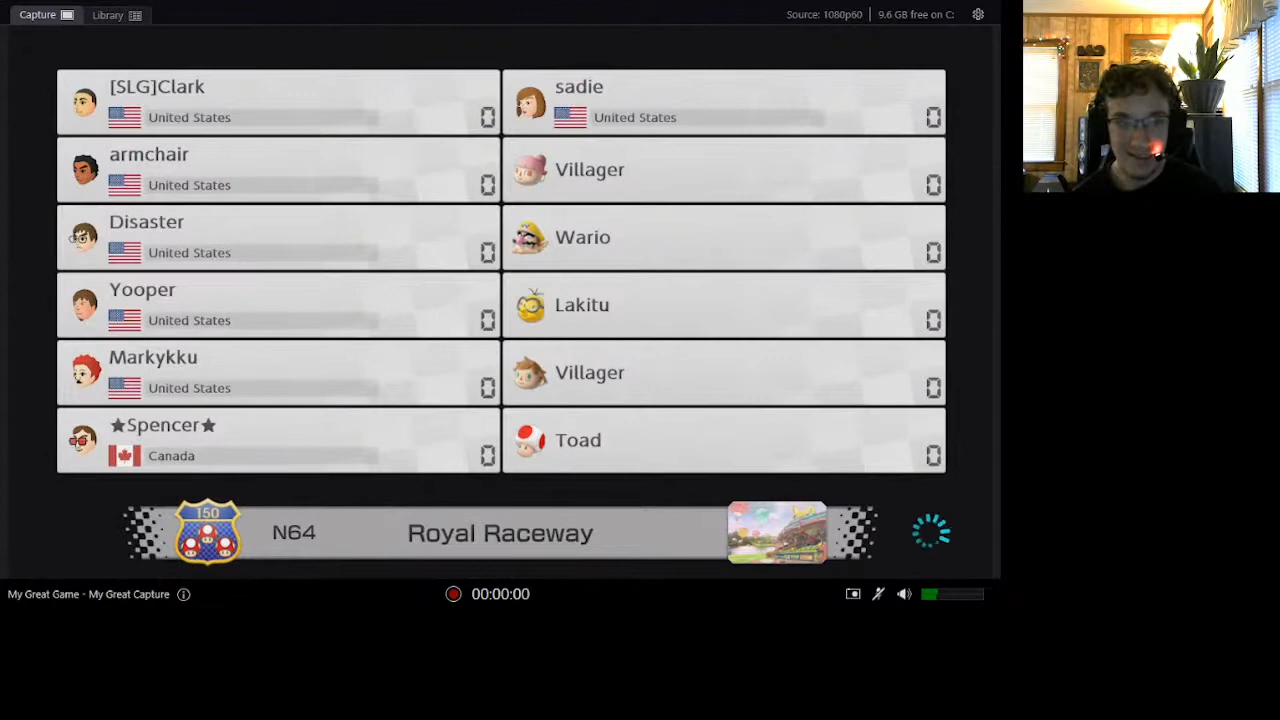 Capture
Library
Source: 1080p60
9.6 GB free on C:
[SLG]Clark
United States
0
sadie
United States
0
armchair
United States
0
Villager
0
Disaster
United States
0
Wario
0
Yooper
United States
0
Lakitu
0
Markykku
United States
0
Villager
0
★Spencer★
Canada
0
Toad
0
150
N64
Royal Raceway
My Great Game - My Great Capture
00:00:00